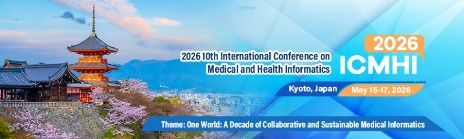 2026 10th International Conference on
Medical and Health Informatics
2026
ICMHI
Kyoto, Japan
May 15-17, 2026
Theme: One World: A Decade of Collaborative and Sustainable Medical Informatics